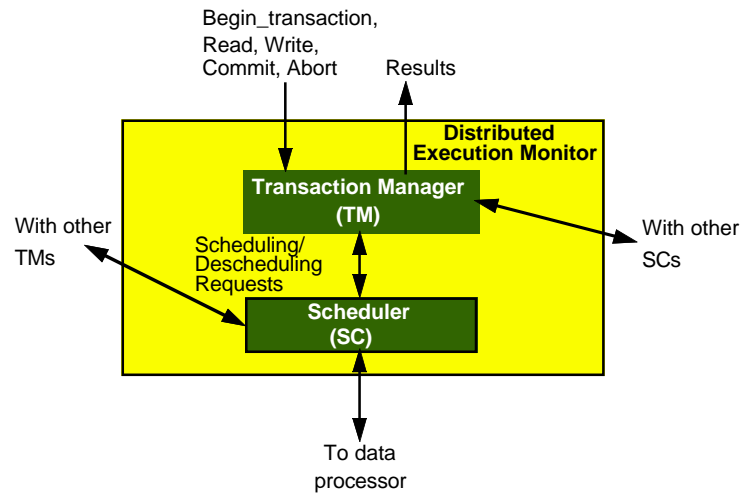 Begin_transaction,
Read, Write,
Commit, Abort
Results
Distributed
Execution Monitor
Transaction Manager
(TM)
With other
TMs
With other
SCs
Scheduling/
Descheduling
Requests
Scheduler
(SC)
To data
processor